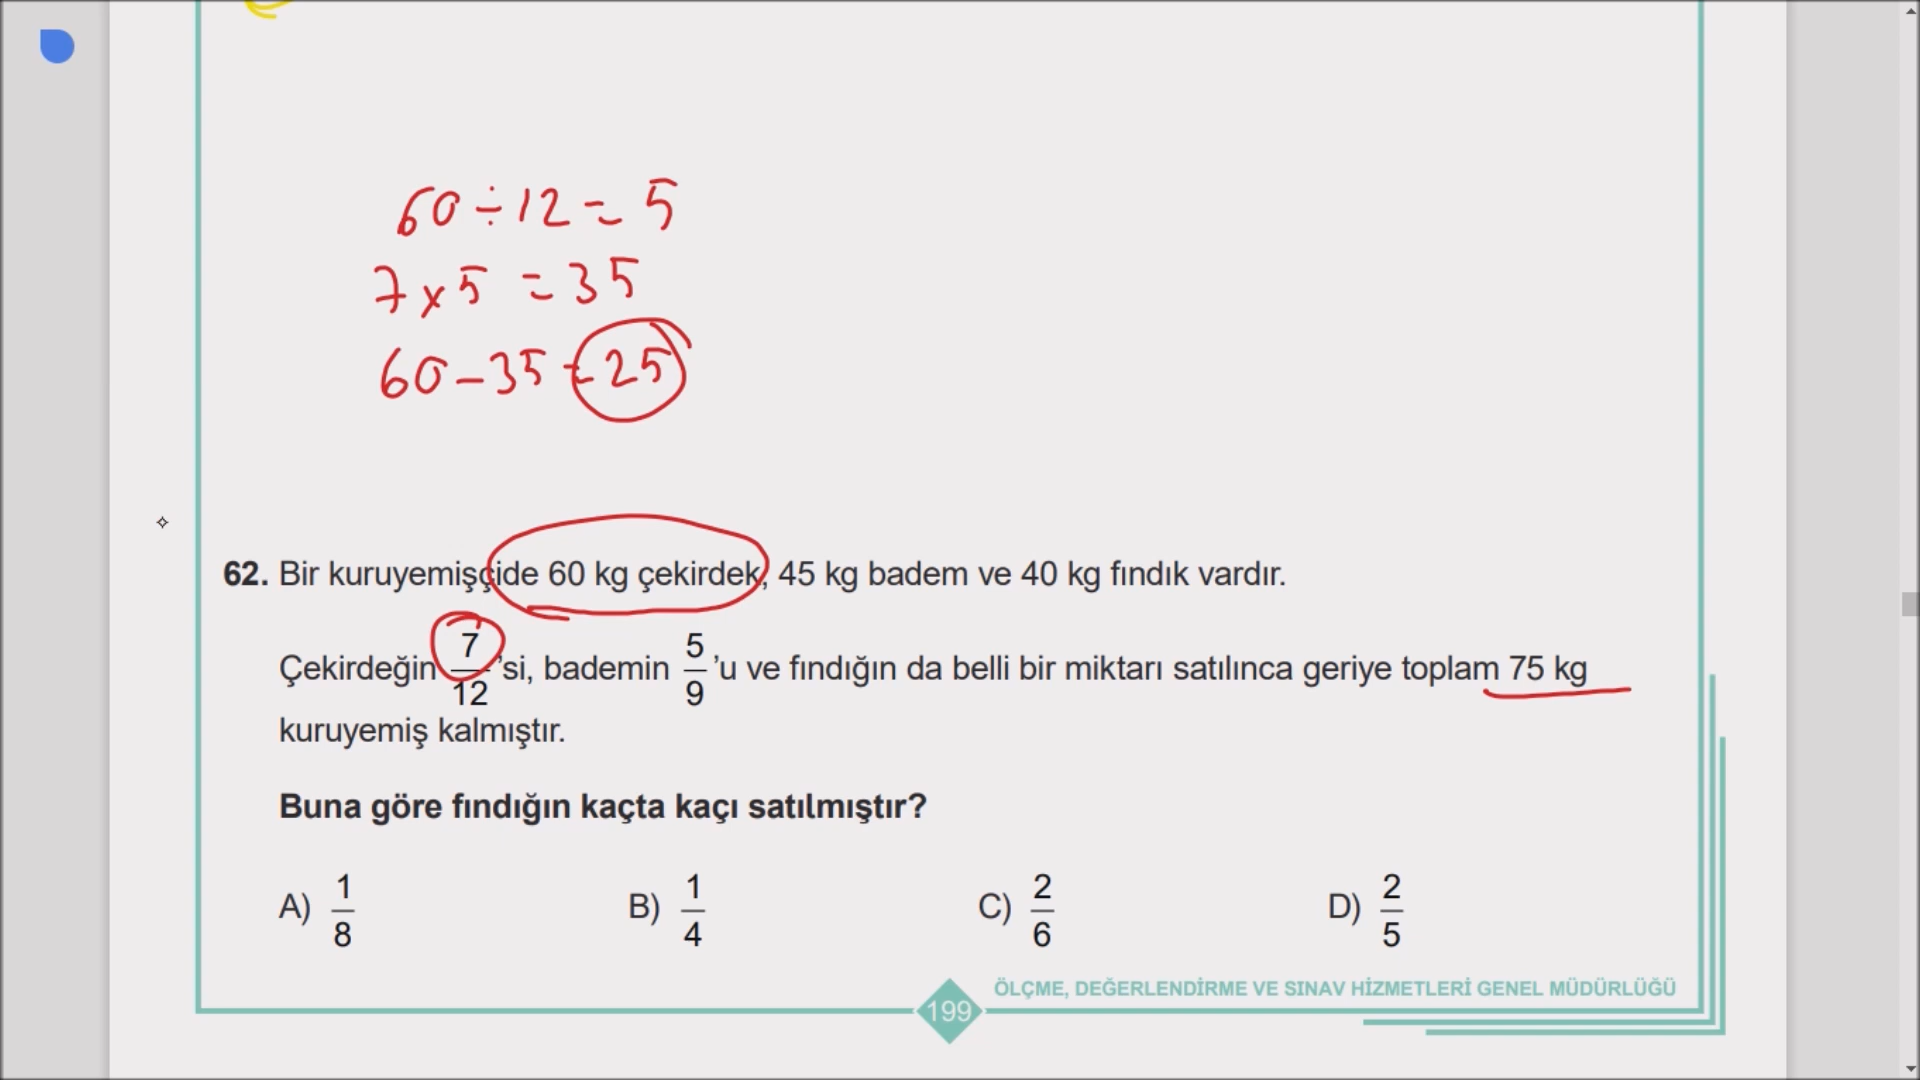 60 ÷ 12 = 5
7 x 5 = 35
60 - 35 = 25
62. Bir kuruyemişçide 60 kg çekirdek, 45 kg badem ve 40 kg fındık vardır.
Çekirdeğin 7/12 'si, bademin 5/9 'u ve fındığın da belli bir miktarı satılınca geriye toplam 75 kg
kuruyemiş kalmıştır.
Buna göre fındığın kaçta kaçı satılmıştır?
A) 1/8 B) 1/4 C) 2/6 D) 2/5
ÖLÇME, DEĞERLENDİRME VE SINAV HİZMETLERİ GENEL MÜDÜRLÜĞÜ
199